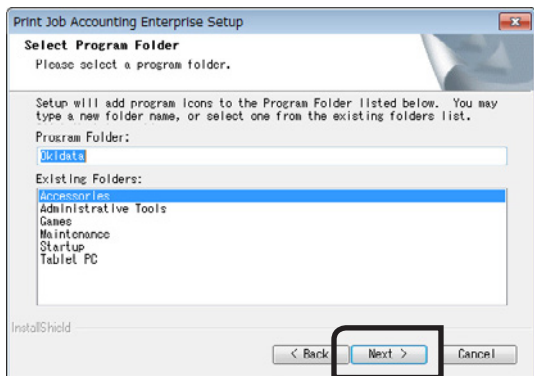 Print Job Accounting Enterprise Setup
Select Program Folder
Please select a program folder.
Setup will add program icons to the Program Folder listed below. You may
type a new folder name, or select one from the existing folders list.
Program Folder:
Okidata
Existing Folders:
Accessories
Administrative Tools
Games
Maintenance
Startup
Tablet PC
InstallShield
< Back Next > Cancel